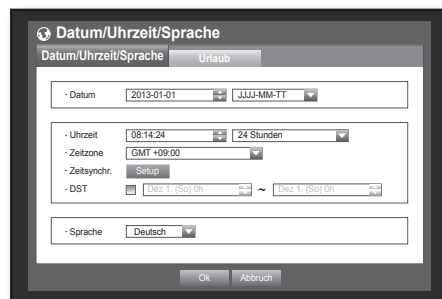 Datum/Uhrzeit/Sprache
Datum/Uhrzeit/Sprache Urlaub
· Datum 2013-01-01 JJJJ-MM-TT
· Uhrzeit 08:14:24 24 Stunden
· Zeitzone GMT +09:00
· Zeitsynchr. Setup
· DST Dez 1. (So) 0h ~ Dez 1. (So) 0h
· Sprache Deutsch
Ok Abbruch